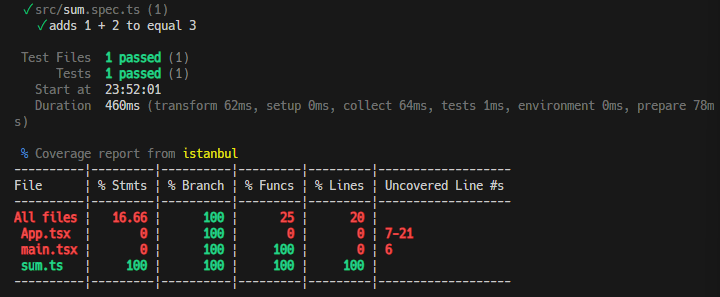 ✓ src/sum.spec.ts (1)
✓ adds 1 + 2 to equal 3
Test Files 1 passed (1)
Tests 1 passed (1)
Start at 23:52:01
Duration 460ms (transform 62ms, setup 0ms, collect 64ms, tests 1ms, environment 0ms, prepare 78m
s)
% Coverage report from istanbul
----------|---------|----------|---------|---------|-------------------
File | % Stmts | % Branch | % Funcs | % Lines | Uncovered Line #s
----------|---------|----------|---------|---------|-------------------
All files | 16.66 | 100 | 25 | 20 |
App.tsx | 0 | 100 | 0 | 0 | 7-21
main.tsx | 0 | 100 | 100 | 0 | 6
sum.ts | 100 | 100 | 100 | 100 |
----------|---------|----------|---------|---------|-------------------